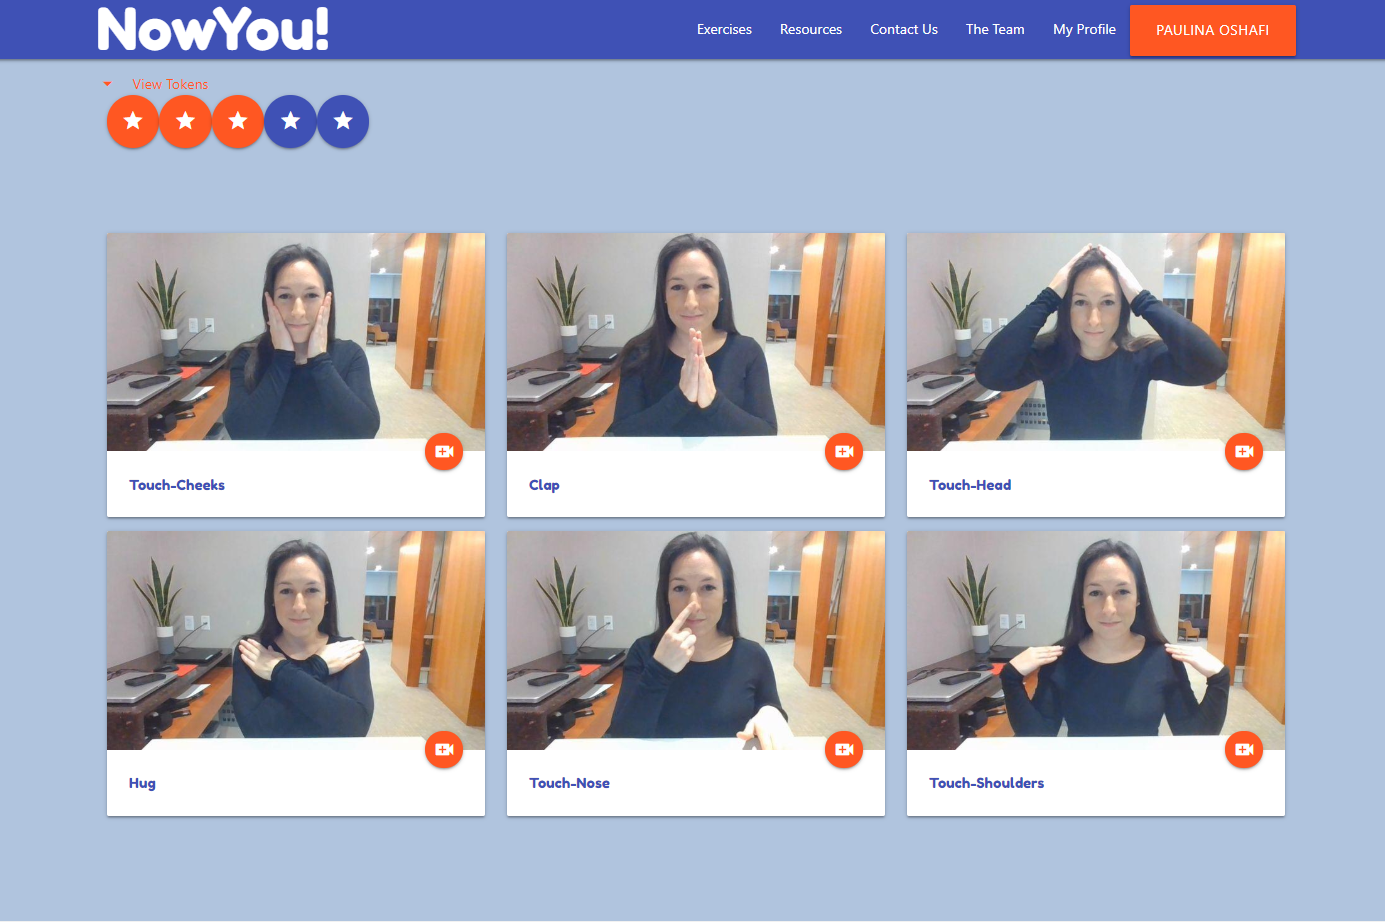 NowYou!
Exercises Resources Contact Us The Team My Profile PAULINA OSHAFI
View Tokens
Touch-Cheeks
Clap
Touch-Head
Hug
Touch-Nose
Touch-Shoulders